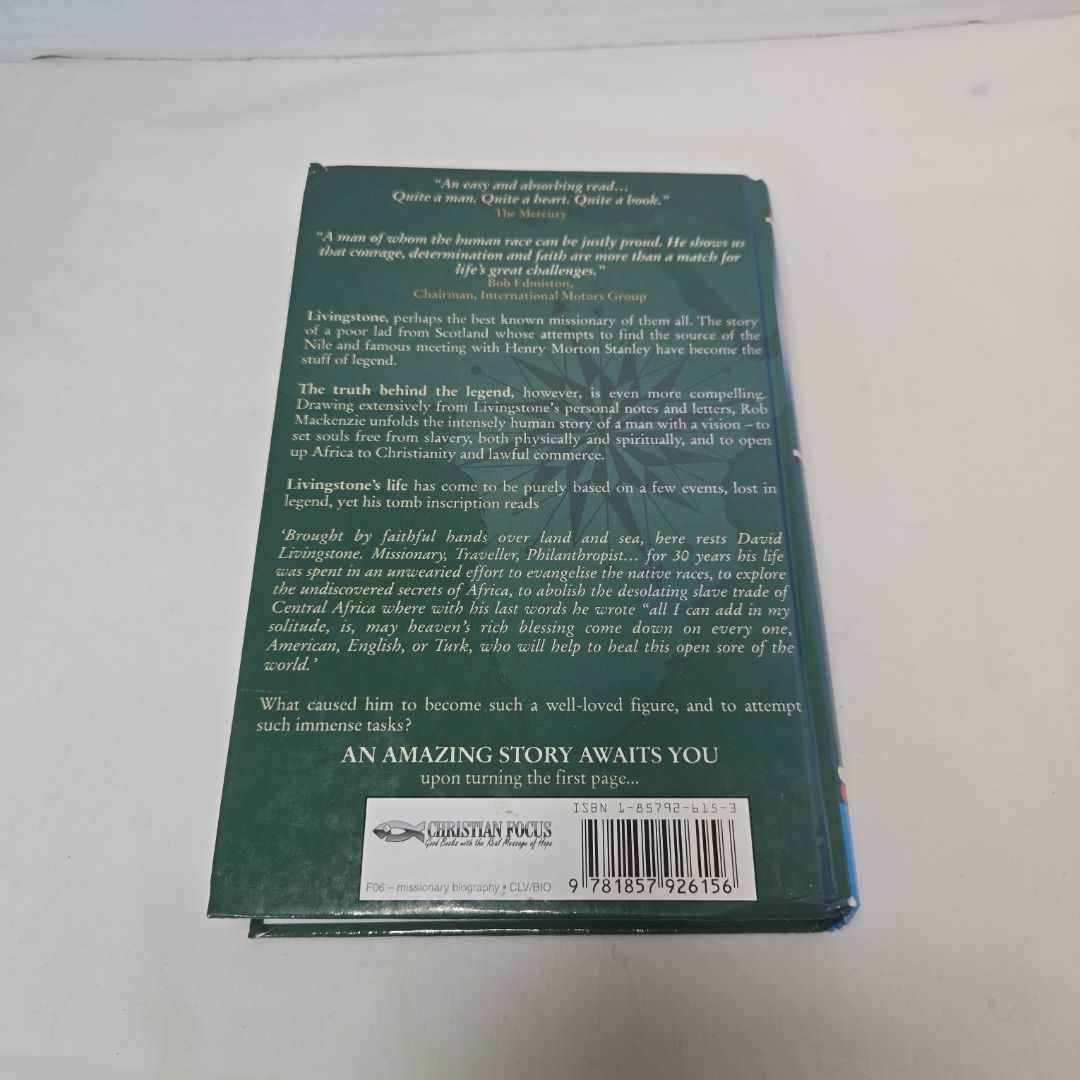 "An easy and absorbing read...
Quite a man. Quite a heart. Quite a book."
The Mercury
"A man of whom the human race can be justly proud. He shows us
that courage, determination and faith are more than a match for
life's great challenges."
Bob Edmiston,
Chairman, International Motors Group
Livingstone, perhaps the best known missionary of them all. The story
of a poor lad from Scotland whose attempts to find the source of the
Nile and famous meeting with Henry Morton Stanley have become the
stuff of legend.
The truth behind the legend, however, is even more compelling.
Drawing extensively from Livingstone's personal notes and letters, Rob
Mackenzie unfolds the intensely human story of a man with a vision – to
set souls free from slavery, both physically and spiritually, and to open
up Africa to Christianity and lawful commerce.
Livingstone's life has come to be purely based on a few events, lost in
legend, yet his tomb inscription reads
'Brought by faithful hands over land and sea, here rests David
Livingstone. Missionary, Traveller, Philanthropist... for 30 years his life
was spent in an unwearied effort to evangelise the native races, to explore
the undiscovered secrets of Africa, to abolish the desolating slave trade of
Central Africa where with his last words he wrote "all I can add in my
solitude, is, may heaven's rich blessing come down on every one,
American, English, or Turk, who will help to heal this open sore of the
world.'
What caused him to become such a well-loved figure, and to attempt
such immense tasks?
AN AMAZING STORY AWAITS YOU
upon turning the first page...
ISBN 1-85792-615-3
CHRISTIAN FOCUS
Good Books with the Real Message of Hope
F06 – missionary biography • CLV/BIO
9 781857 926156